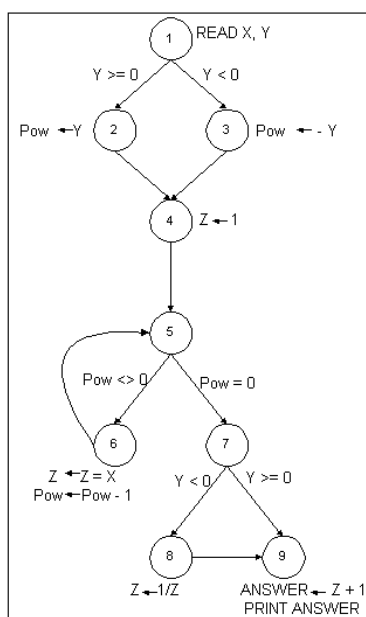 1 READ X, Y
Y >= 0 Y < 0
Pow ← Y 2 3 Pow ← - Y
4 Z ← 1
5
Pow <> 0 Pow = 0
6 7
Z ← Z = X
Pow ← Pow - 1
Y < 0 Y >= 0
8 9
Z ← 1/Z ANSWER ← Z + 1
PRINT ANSWER